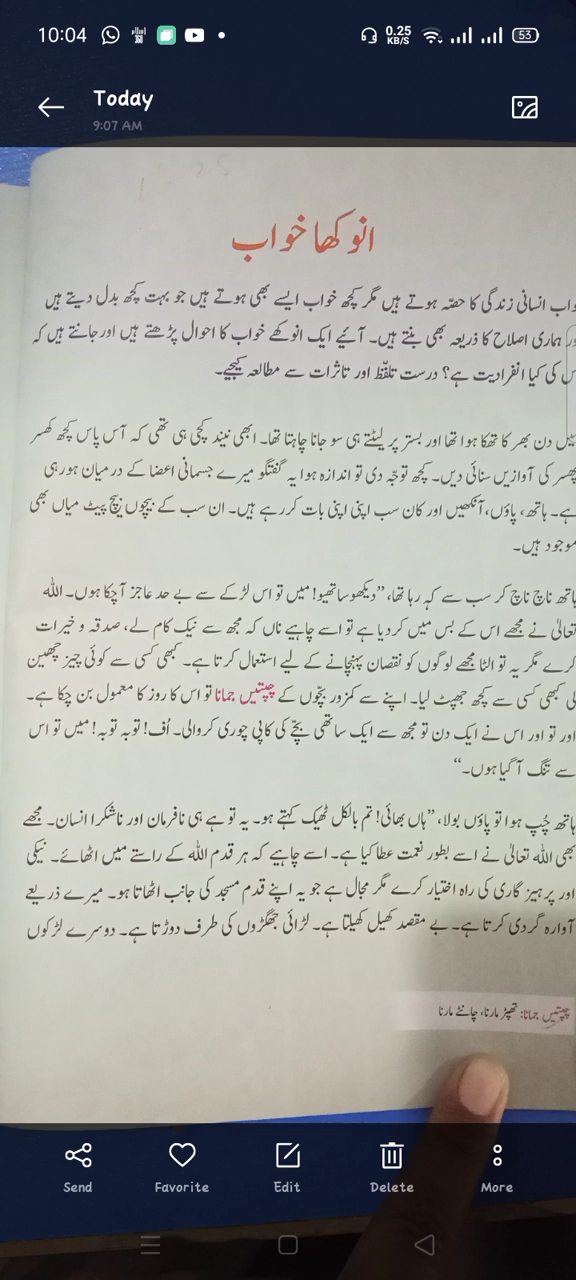 10:04
0.25
KB/S
53
Today
9:07 AM
انوکھا خواب
انسانی زندگی کا حصّہ ہوتے ہیں مگر کچھ خواب ایسے بھی ہوتے ہیں جو بہت کچھ بدل دیتے ہیں
ہماری اصلاح کا ذریعہ بھی بنتے ہیں۔ آئیے ایک انوکھے خواب کا احوال پڑھتے ہیں اور جانتے ہیں کہ
کی کیا انفرادیت ہے؟ درست تلفّظ اور تاثرات سے مطالعہ کیجیے۔
دن بھر کا تھکا ہوا تھا اور بستر پر لیٹتے ہی سو جانا چاہتا تھا۔ ابھی نیند کچی ہی تھی کہ آس پاس کچھ کھسر
پھسر کی آوازیں سنائی دیں۔ کچھ توجّہ دی تو اندازہ ہوا یہ گفتگو میرے جسمانی اعضا کے درمیان ہو رہی
ہے۔ ہاتھ، پاؤں، آنکھیں اور کان سب اپنی اپنی بات کر رہے ہیں۔ ان سب کے بیچوں بیچ پیٹ میاں بھی
موجود ہیں۔
ہاتھ ناچ ناچ کر سب سے کہہ رہا تھا، ”دیکھو ساتھیو! میں تو اس لڑکے سے بے حد عاجز آ چکا ہوں۔ اللہ
تعالیٰ نے مجھے اس کے بس میں کر دیا ہے تو اسے چاہیے ناں کہ مجھ سے نیک کام لے، صدقہ و خیرات
کرے مگر یہ تو الٹا مجھے لوگوں کو نقصان پہنچانے کے لیے استعمال کرتا ہے۔ کبھی کسی سے کوئی چیز چھین
لی کبھی کسی سے کچھ جھپٹ لیا۔ اپنے سے کمزور بچّوں کے چپتیں جمانا تو اس کا روز کا معمول بن چکا ہے۔
اور تو اور اس نے ایک دن تو مجھ سے ایک ساتھی بچّے کی کاپی چوری کروالی۔ اُف! توبہ توبہ! میں تو اس
سے تنگ آ گیا ہوں۔“
ہاتھ چُپ ہوا تو پاؤں بولا، ”ہاں بھائی! تم بالکل ٹھیک کہتے ہو۔ یہ تو ہے ہی نافرمان اور ناشکرا انسان۔ مجھے
بھی اللہ تعالیٰ نے اسے بطور نعمت عطا کیا ہے۔ اسے چاہیے کہ ہر قدم اللہ کے راستے میں اٹھائے۔ نیکی
اور پرہیز گاری کی راہ اختیار کرے مگر مجال ہے جو یہ اپنے قدم مسجد کی جانب اٹھاتا ہو۔ میرے ذریعے
آوارہ گردی کرتا ہے۔ بے مقصد کھیل کھیلتا ہے۔ لڑائی جھگڑوں کی طرف دوڑتا ہے۔ دوسرے لڑکوں
چپتیں جمانا: تھپڑ مارنا، چانٹے مارنا
Send
Favorite
Edit
Delete
More